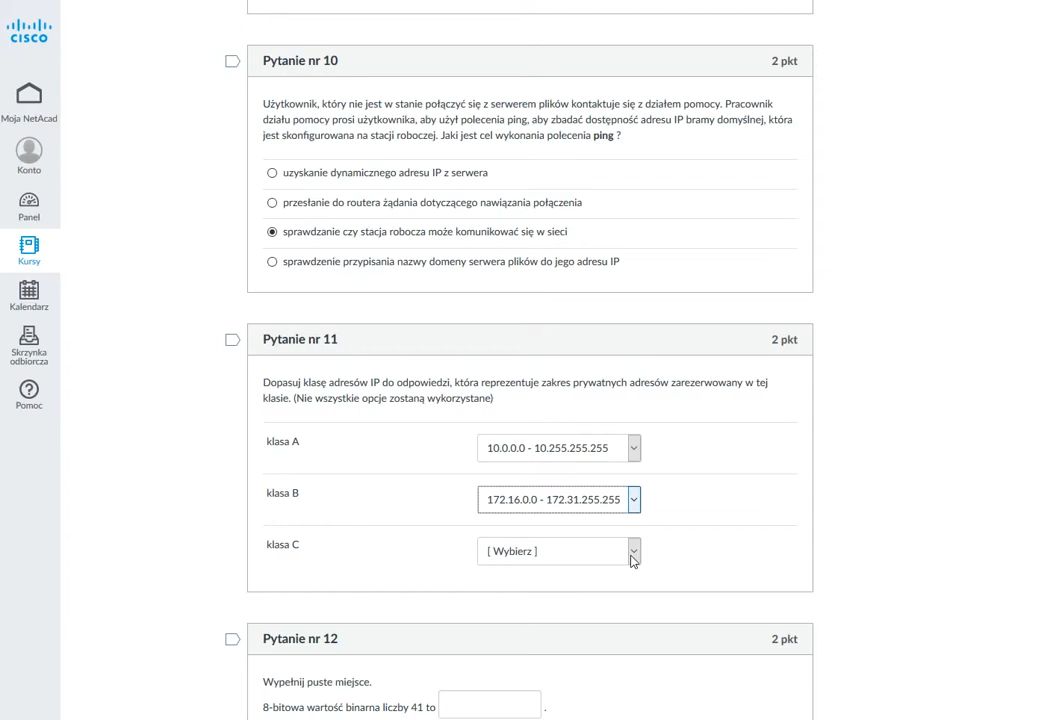 CISCO
Moja NetAcad
Konto
Panel
Kursy
Kalendarz
Skrzynka
odbiorcza
Pomoc
Pytanie nr 10
2 pkt
Użytkownik, który nie jest w stanie połączyć się z serwerem plików kontaktuje się z działem pomocy. Pracownik
działu pomocy prosi użytkownika, aby użył polecenia ping, aby zbadać dostępność adresu IP bramy domyślnej, która
jest skonfigurowana na stacji roboczej. Jaki jest cel wykonania polecenia ping ?
uzyskanie dynamicznego adresu IP z serwera
przesłanie do routera żądania dotyczącego nawiązania połączenia
sprawdzanie czy stacja robocza może komunikować się w sieci
sprawdzenie przypisania nazwy domeny serwera plików do jego adresu IP
Pytanie nr 11
2 pkt
Dopasuj klasę adresów IP do odpowiedzi, która reprezentuje zakres prywatnych adresów zarezerwowany w tej
klasie. (Nie wszystkie opcje zostaną wykorzystane)
klasa A
10.0.0.0 - 10.255.255.255
klasa B
172.16.0.0 - 172.31.255.255
klasa C
[ Wybierz ]
Pytanie nr 12
2 pkt
Wypełnij puste miejsce.
8-bitowa wartość binarna liczby 41 to .